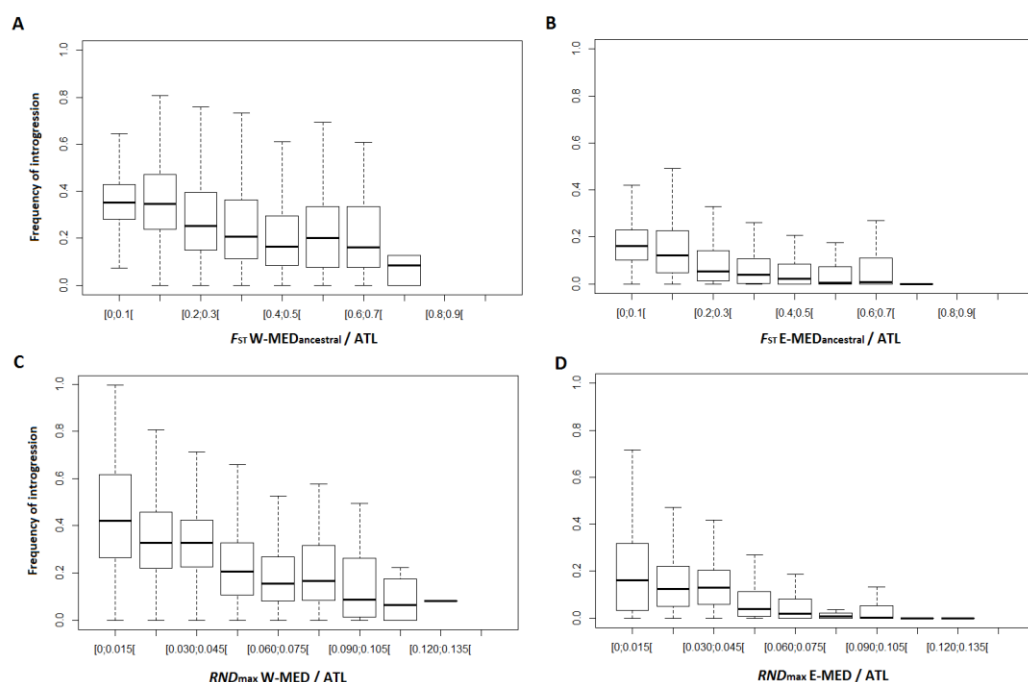 A
Frequency of introgression
1.0
0.8
0.6
0.4
0.2
0.0
[0;0.1[ [0.2;0.3[ [0.4;0.5[ [0.6;0.7[ [0.8;0.9[
FST W-MEDancestral / ATL
B
1.0
0.8
0.6
0.4
0.2
0.0
[0;0.1[ [0.2;0.3[ [0.4;0.5[ [0.6;0.7[ [0.8;0.9[
FST E-MEDancestral / ATL
C
Frequency of introgression
1.0
0.8
0.6
0.4
0.2
0.0
[0;0.015[ [0.030;0.045[ [0.060;0.075[ [0.090;0.105[ [0.120;0.135[
RNDmax W-MED / ATL
D
1.0
0.8
0.6
0.4
0.2
0.0
[0;0.015[ [0.030;0.045[ [0.060;0.075[ [0.090;0.105[ [0.120;0.135[
RNDmax E-MED / ATL